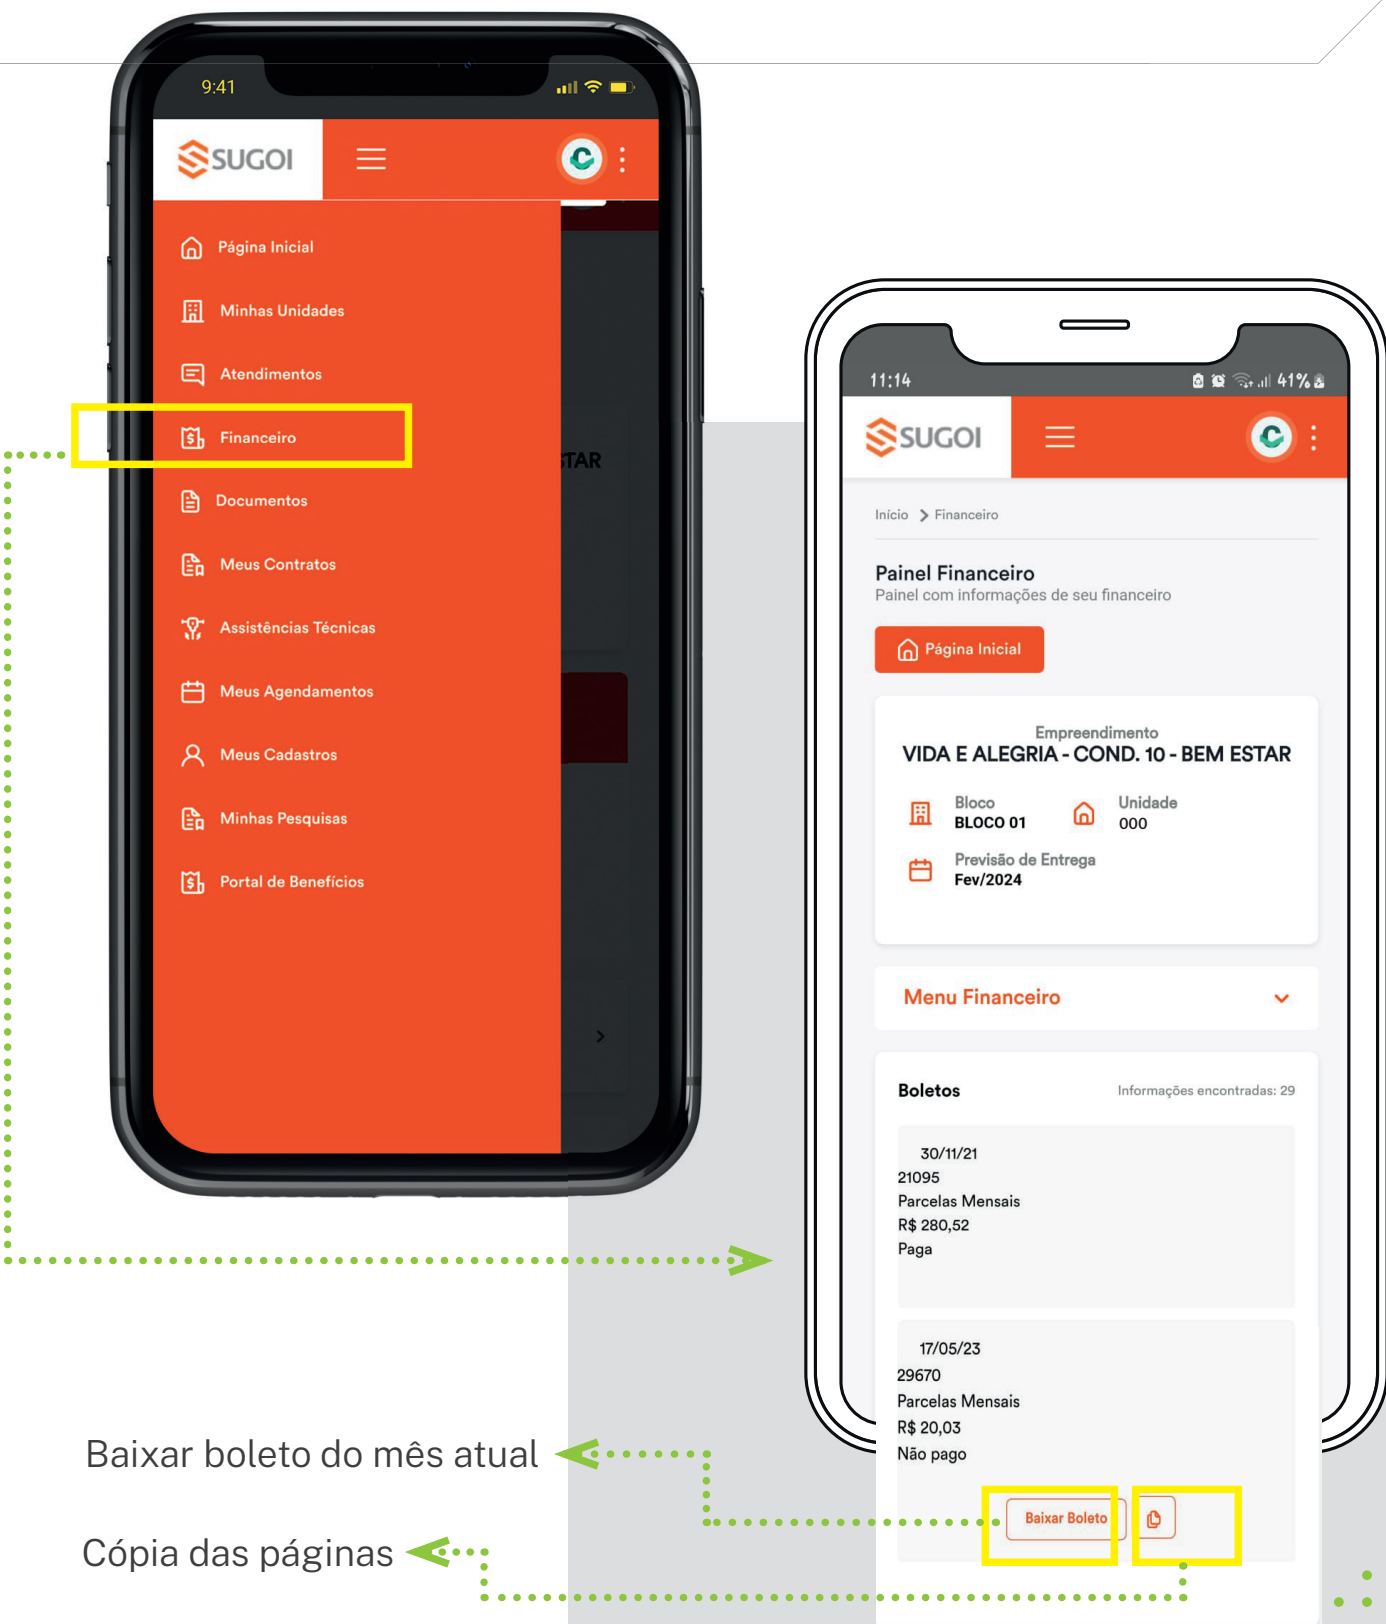 9:41
SUGOI
Página Inicial
Minhas Unidades
Atendimentos
Financeiro
Documentos
Meus Contratos
Assistências Técnicas
Meus Agendamentos
Meus Cadastros
Minhas Pesquisas
Portal de Benefícios
STAR
11:14
41%
SUGOI
Início > Financeiro
Painel Financeiro
Painel com informações de seu financeiro
Página Inicial
Empreendimento
VIDA E ALEGRIA - COND. 10 - BEM ESTAR
Bloco
BLOCO 01
Unidade
000
Previsão de Entrega
Fev/2024
Menu Financeiro
Boletos
Informações encontradas: 29
30/11/21
21095
Parcelas Mensais
R$ 280,52
Paga
17/05/23
29670
Parcelas Mensais
R$ 20,03
Não pago
Baixar Boleto
Baixar boleto do mês atual
Cópia das páginas